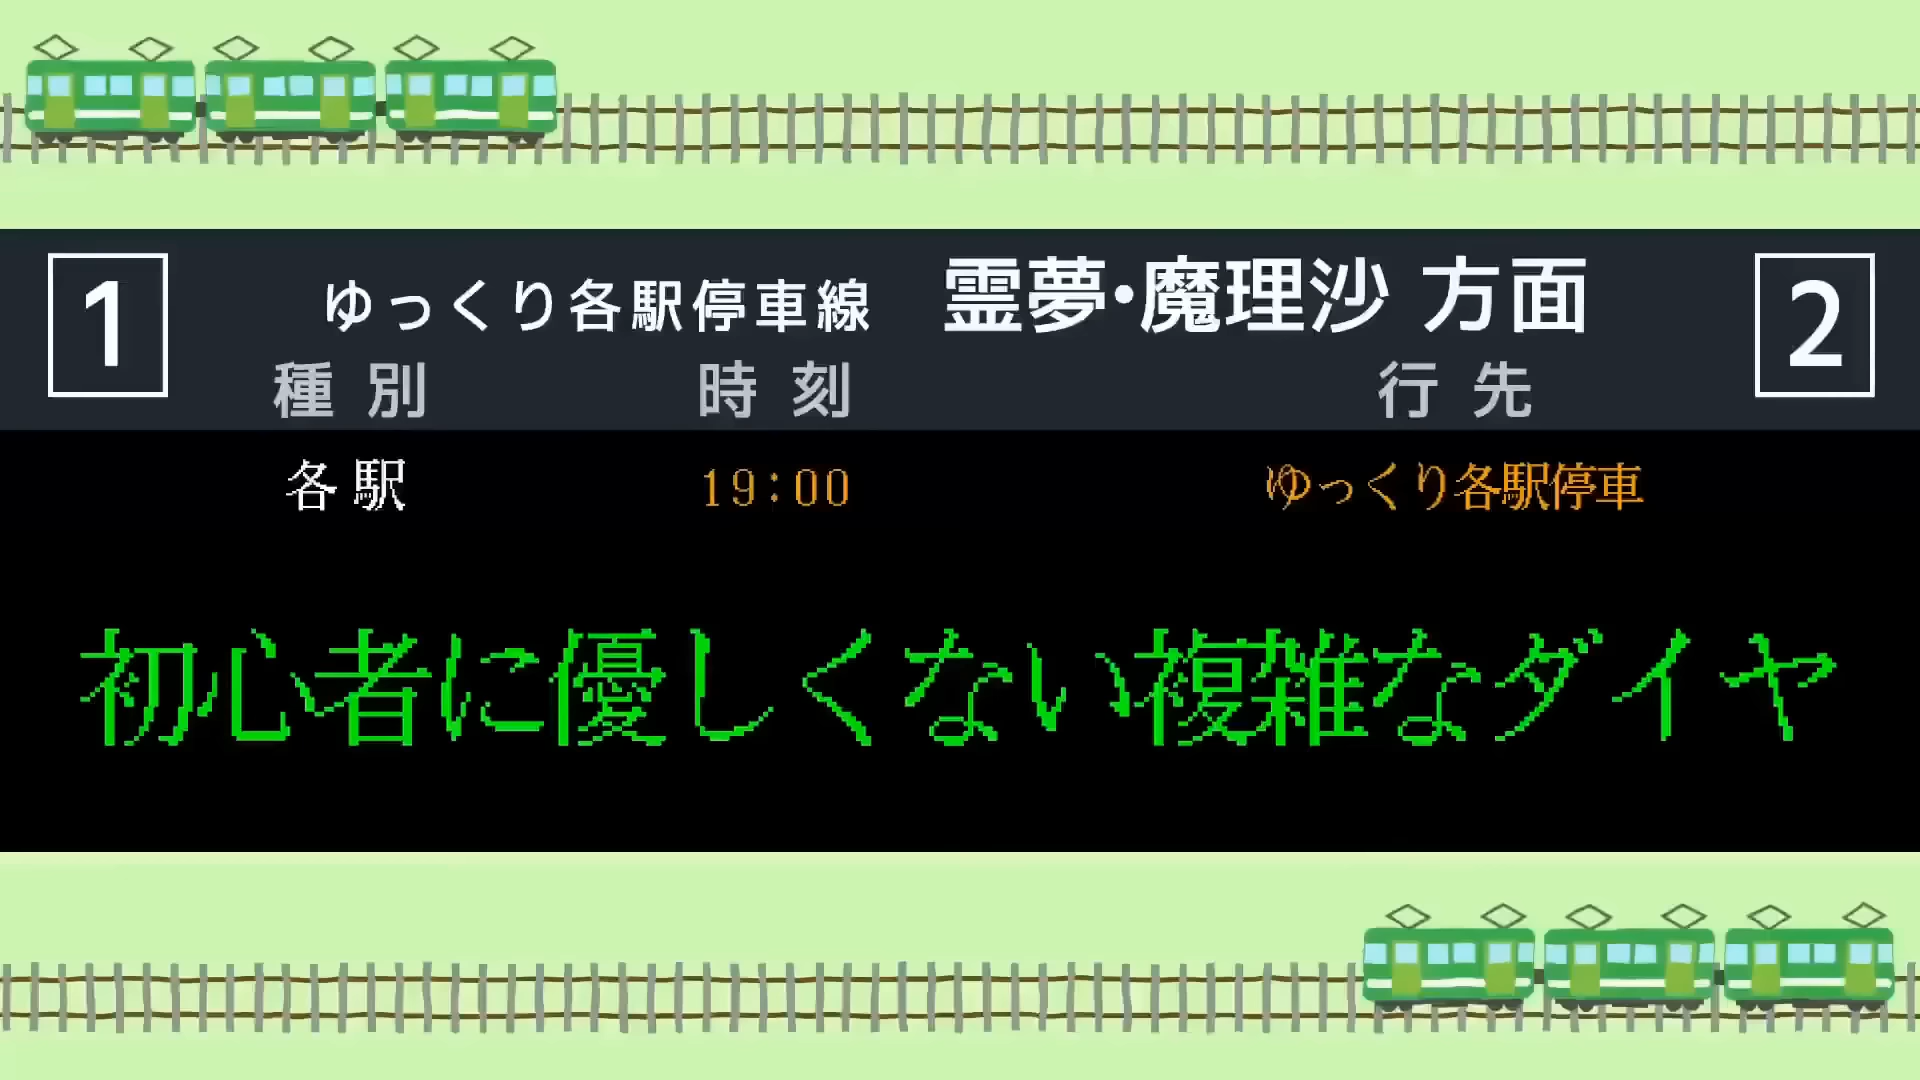 1 ゆっくり各駅停車線 霊夢・魔理沙 方面 2
種別 時刻 行先
各駅 19:00 ゆっくり各駅停車
初心者に優しくない複雑なダイヤ